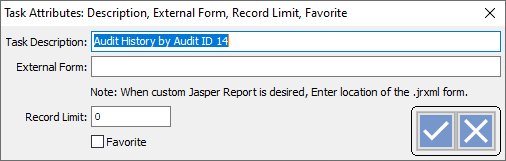 Task Attributes: Description, External Form, Record Limit, Favorite
Task Description: Audit History by Audit ID 14
External Form:
Note: When custom Jasper Report is desired, Enter location of the .jrxml form.
Record Limit: 0
Favorite